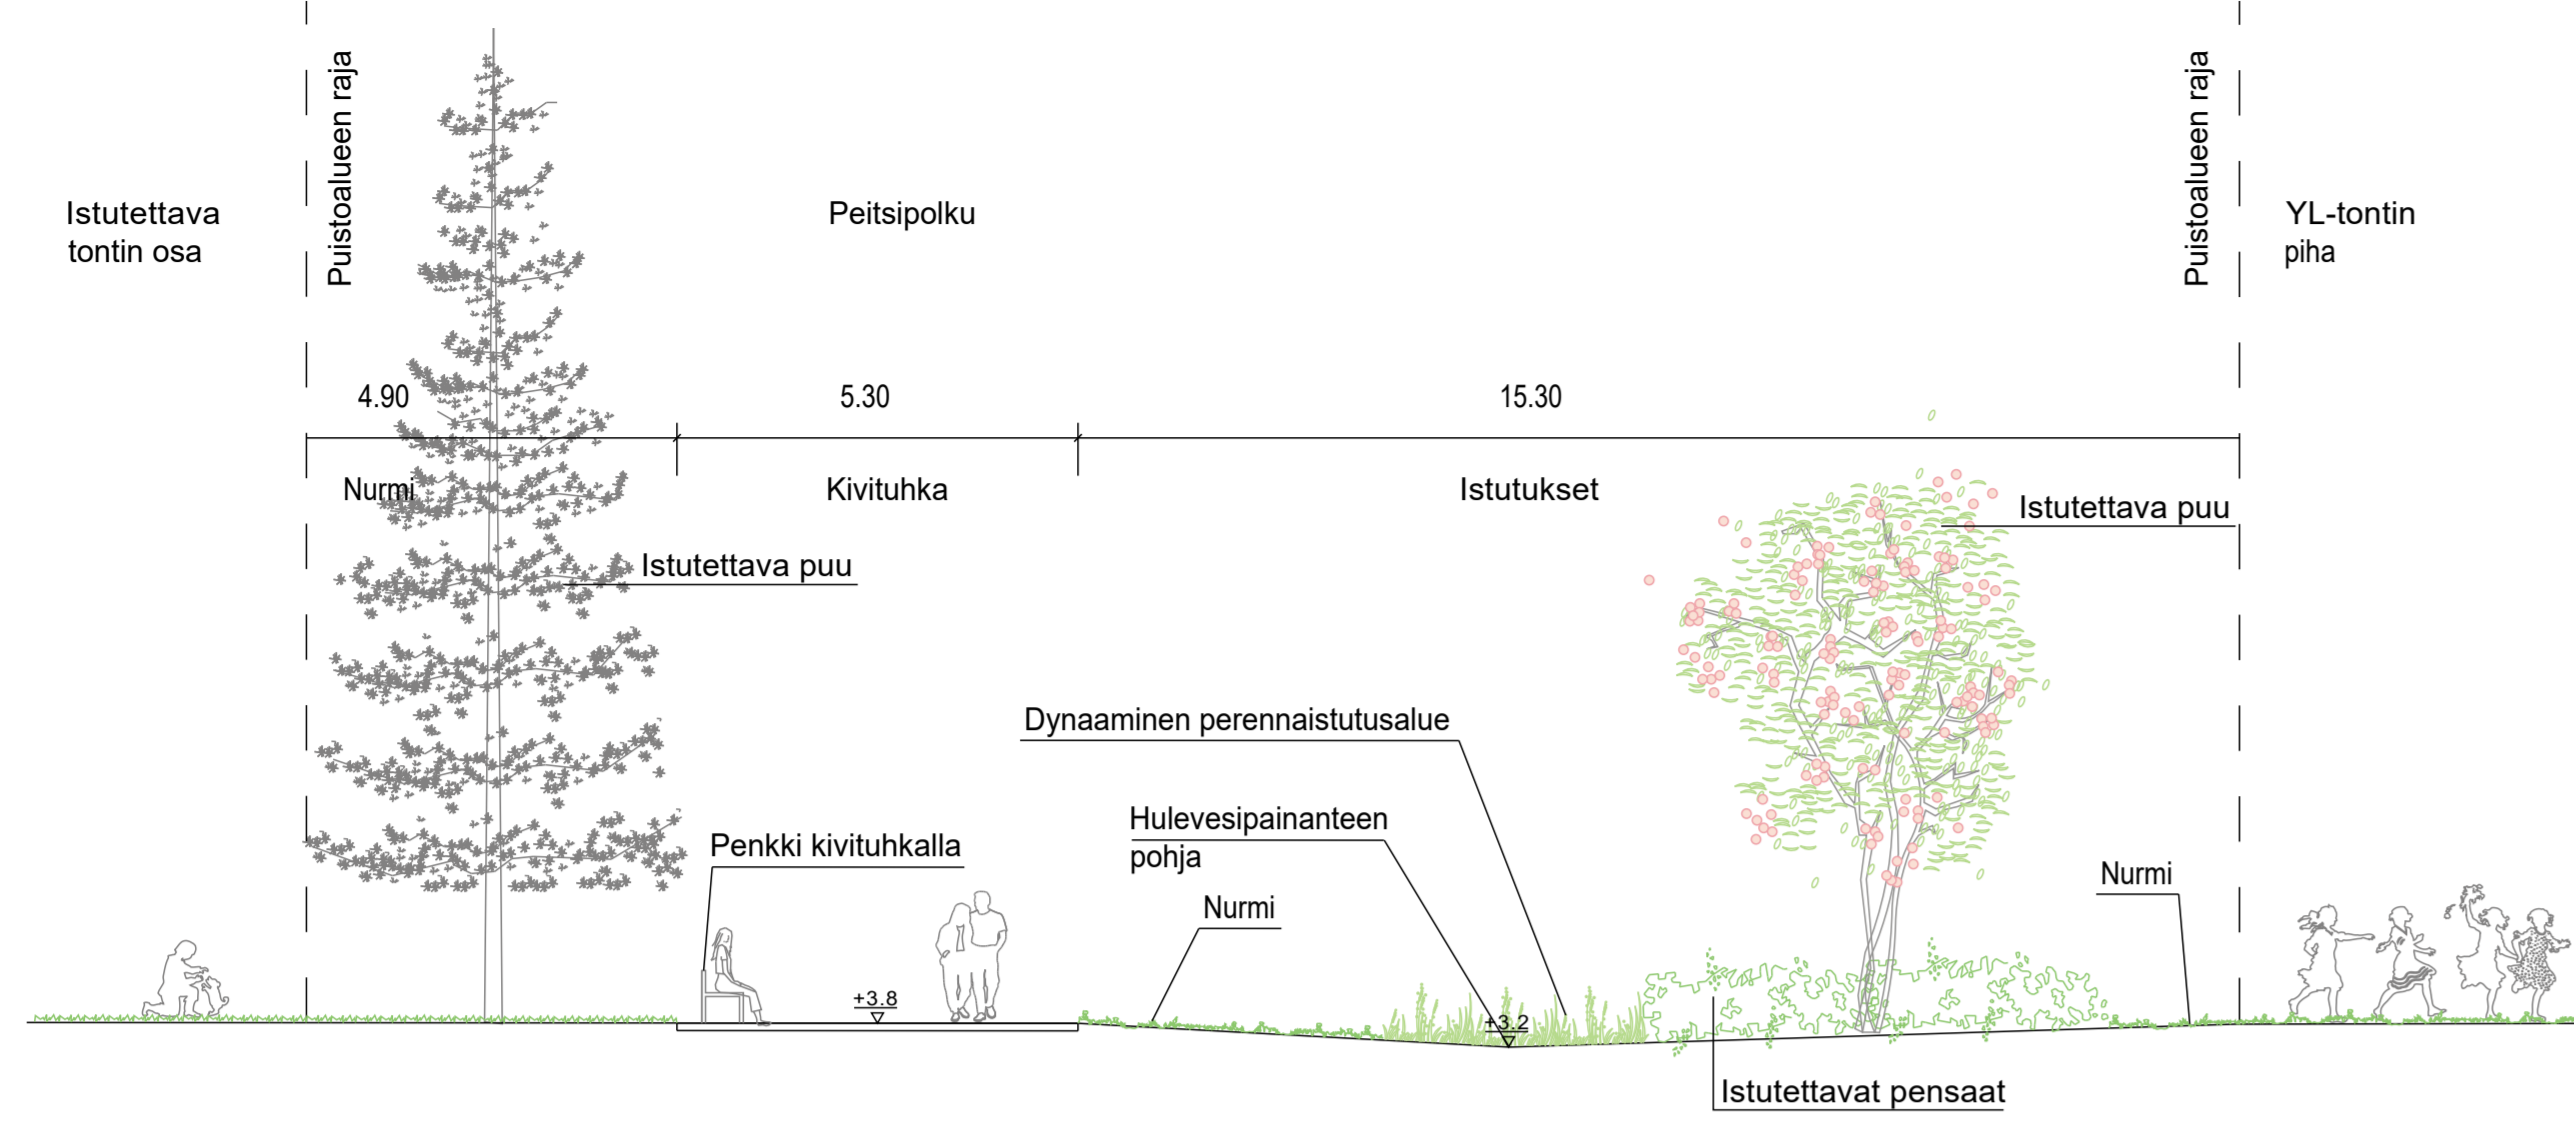 Puistoalueen raja
Puistoalueen raja
Istutettava
tontin osa
Peitsipolku
YL-tontin
piha
4.90
5.30
15.30
Nurmi
Kivituhka
Istutukset
Istutettava puu
Istutettava puu
Dynaaminen perennaistutusalue
Hulevesipainanteen
pohja
Penkki kivituhkalla
Nurmi
Nurmi
+3.8
+3.2
Istutettavat pensaat